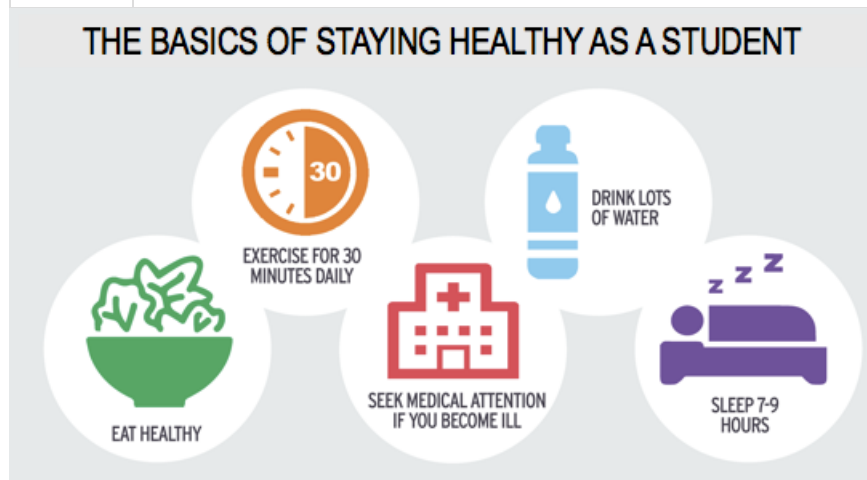 THE BASICS OF STAYING HEALTHY AS A STUDENT
30
EXERCISE FOR 30
MINUTES DAILY
DRINK LOTS
OF WATER
EAT HEALTHY
SEEK MEDICAL ATTENTION
IF YOU BECOME ILL
z z z
SLEEP 7-9
HOURS